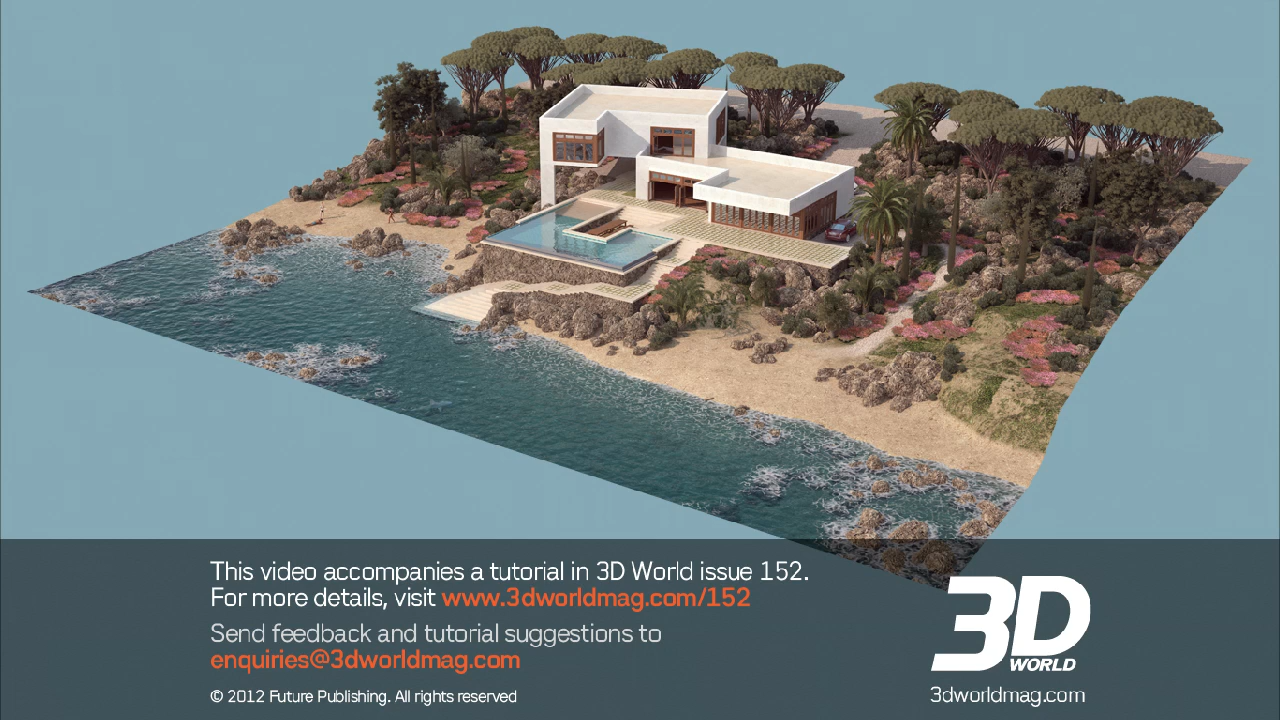 This video accompanies a tutorial in 3D World issue 152.
For more details, visit www.3dworldmag.com/152
Send feedback and tutorial suggestions to
enquiries@3dworldmag.com
© 2012 Future Publishing. All rights reserved
3D
WORLD
3dworldmag.com